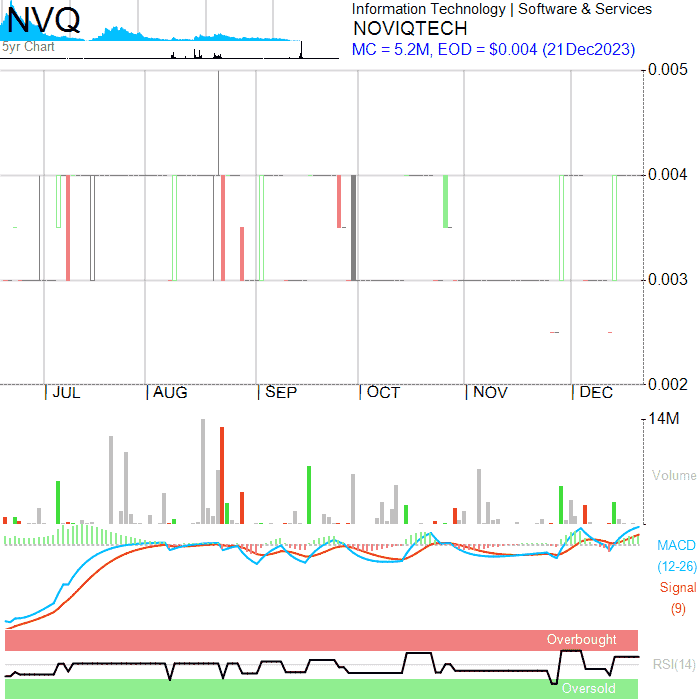 NVQ
5yr Chart
Information Technology | Software & Services
NOVIQTECH
MC = 5.2M, EOD = $0.004 (21Dec2023)
0.005
0.004
0.003
0.002
JUL
AUG
SEP
OCT
NOV
DEC
14M
Volume
MACD
(12-26)
Signal
(9)
Overbought
RSI(14)
Oversold